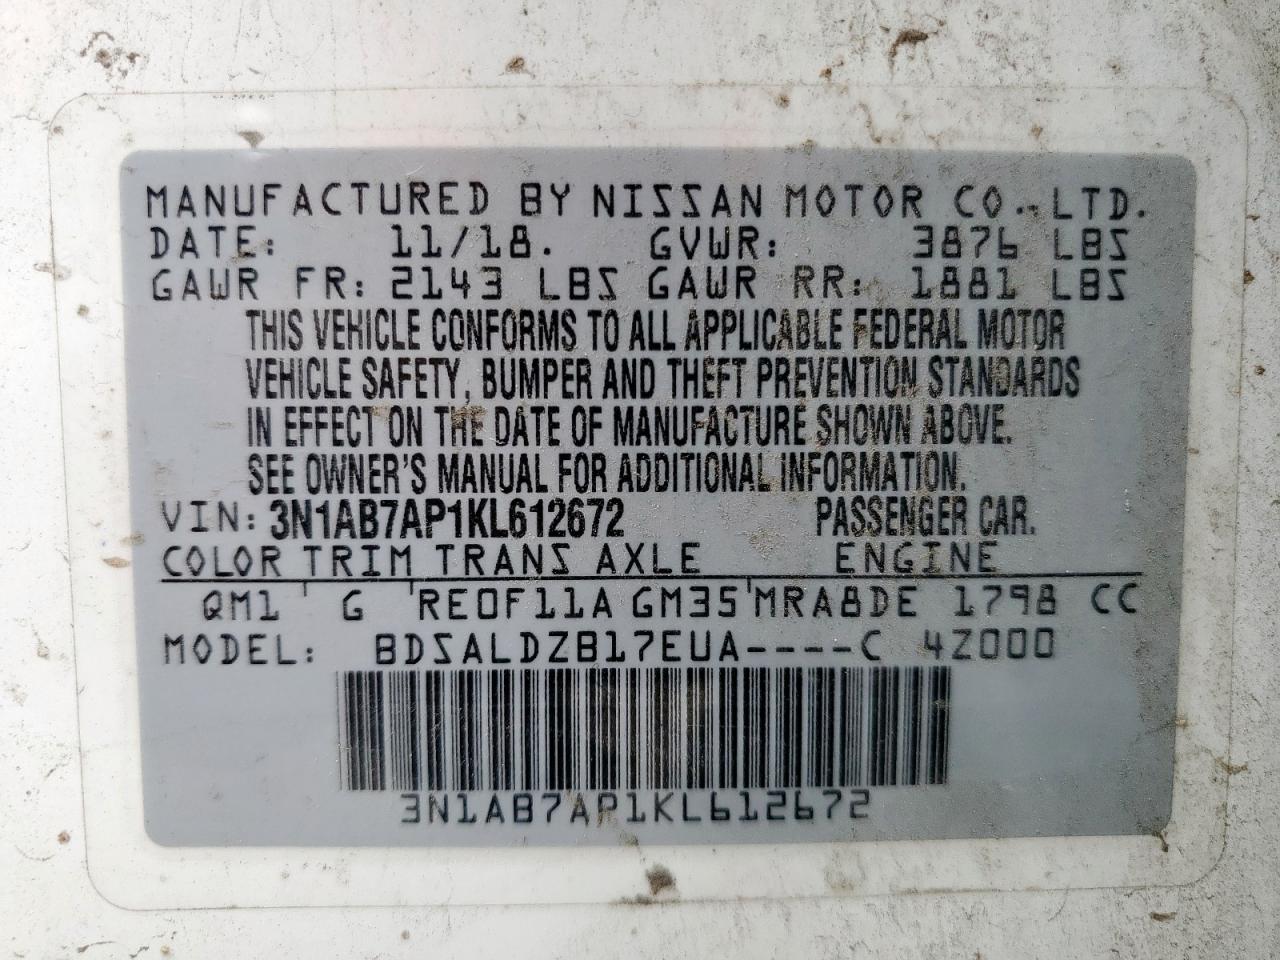 MANUFACTURED BY NISSAN MOTOR CO., LTD.
DATE: 11/18. GVWR: 3876 LBS
GAWR FR: 2143 LBS GAWR RR: 1881 LBS
THIS VEHICLE CONFORMS TO ALL APPLICABLE FEDERAL MOTOR
VEHICLE SAFETY, BUMPER AND THEFT PREVENTION STANDARDS
IN EFFECT ON THE DATE OF MANUFACTURE SHOWN ABOVE.
SEE OWNER'S MANUAL FOR ADDITIONAL INFORMATION.
VIN: 3N1AB7AP1KL612672 PASSENGER CAR.
COLOR TRIM TRANS AXLE ENGINE
QM1 G RE0F11A GM35 MRA8DE 1798 CC
MODEL: BDSALDZB17EUA----C 4Z000
3N1AB7AP1KL612672